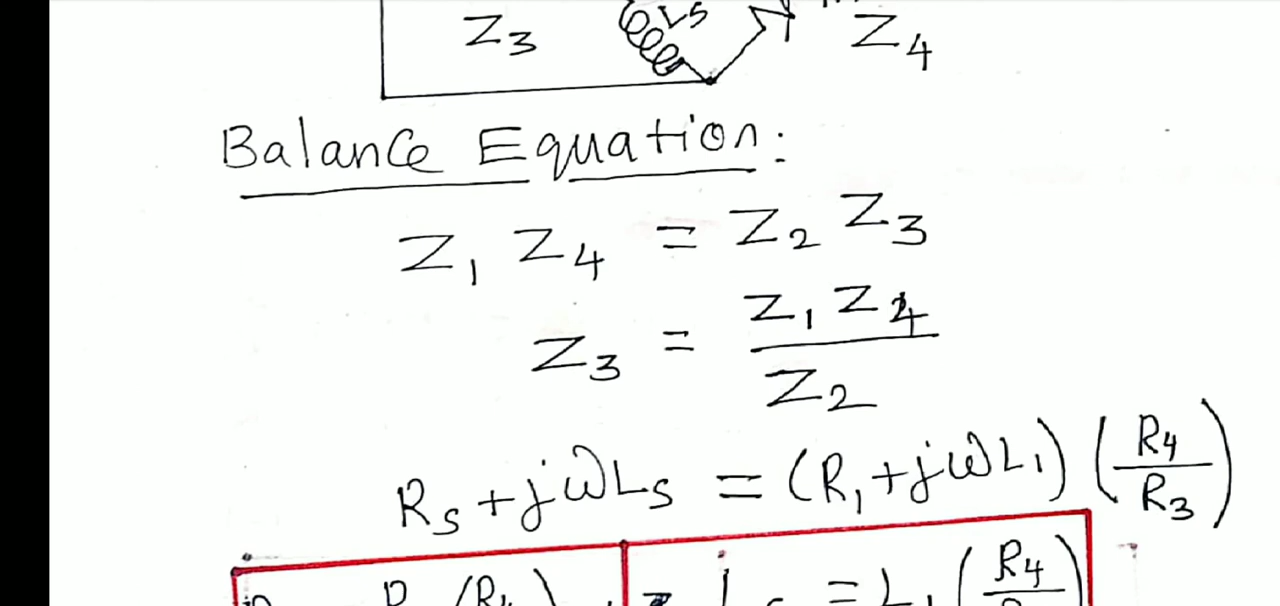 Z3 LS Z4
Balance Equation:
Z1 Z4 = Z2 Z3
Z3 = Z1 Z4 / Z2
RS + jωLS = (R1 + jωL1) (R4 / R3)
= L1 (R4